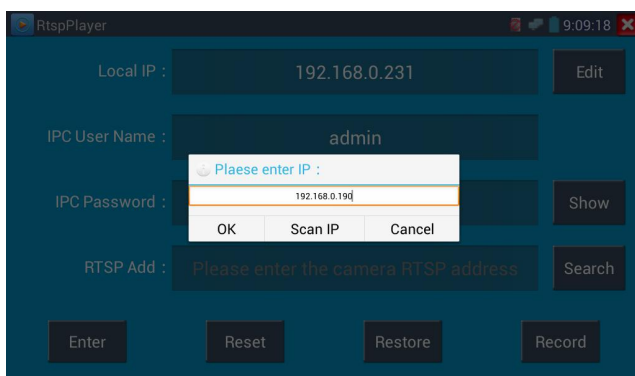 RtspPlayer 9:09:18
Local IP : 192.168.0.231 Edit
IPC User Name : admin
Plaese enter IP :
192.168.0.190
IPC Password : Show
OK Scan IP Cancel
RTSP Add : Please enter the camera RTSP address Search
Enter Reset Restore Record